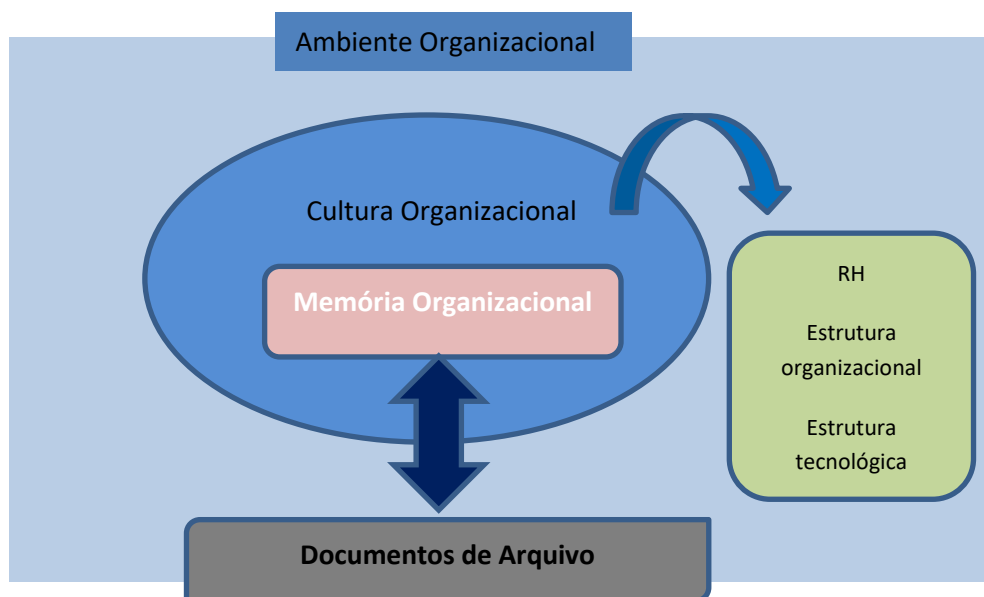 Ambiente Organizacional
Cultura Organizacional
Memória Organizacional
RH
Estrutura
organizacional
Estrutura
tecnológica
Documentos de Arquivo